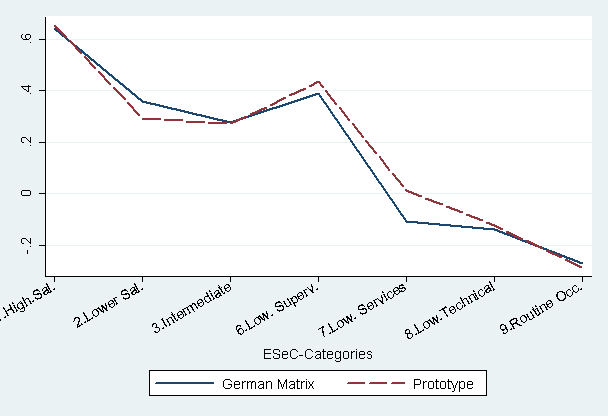 .6
.4
.2
0
-.2
1.High.Sal.
2.Lower Sal.
3.Intermediate
6.Low. Superv.
7.Low. Services
8.Low.Technical
9.Routine Occ.
ESeC-Categories
German Matrix
Prototype